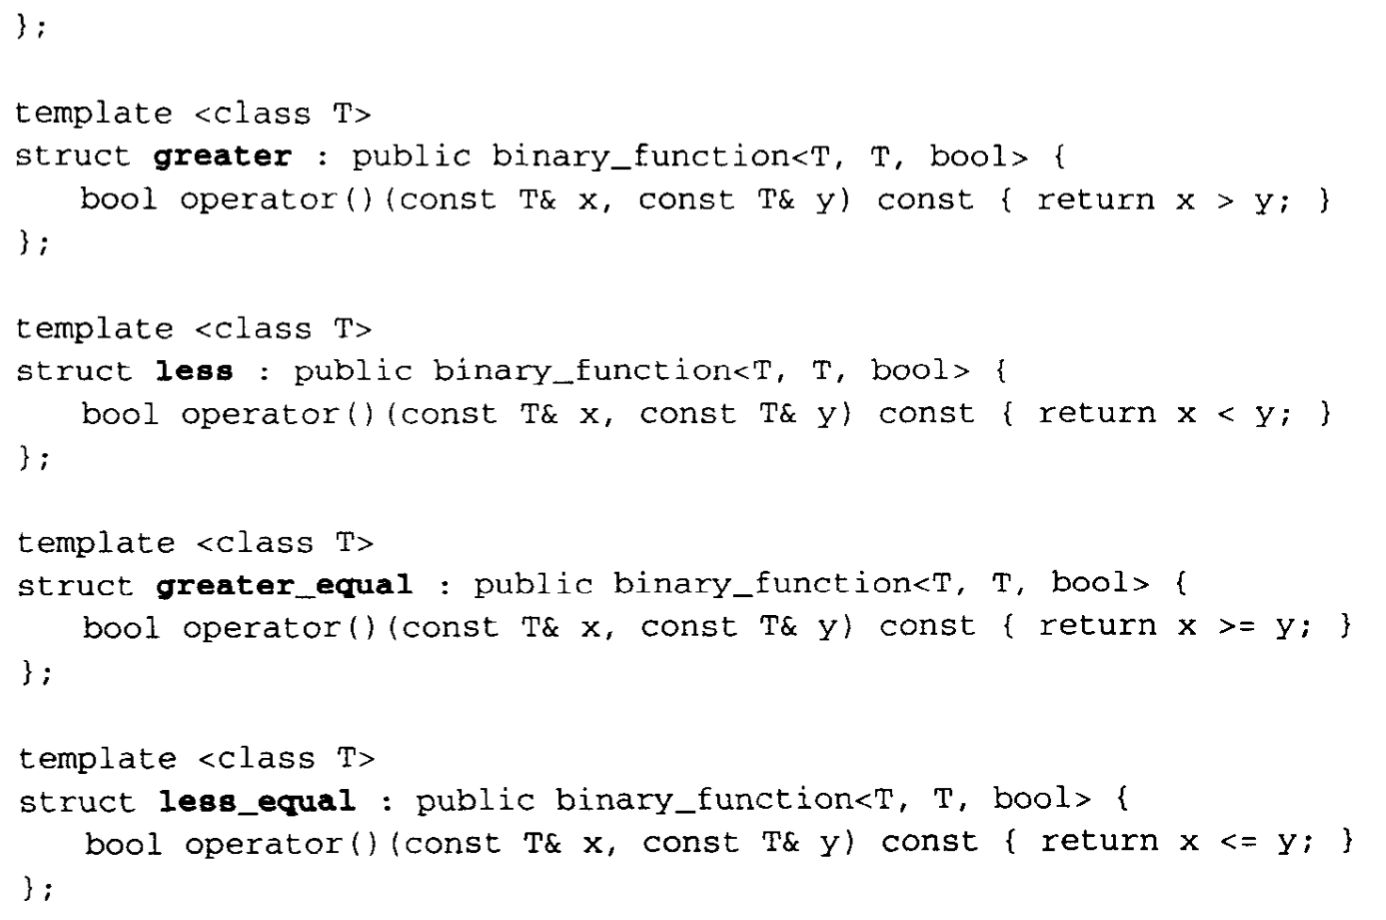 };
template <class T>
struct greater : public binary_function<T, T, bool> {
bool operator()(const T& x, const T& y) const { return x > y; }
};
template <class T>
struct less : public binary_function<T, T, bool> {
bool operator()(const T& x, const T& y) const { return x < y; }
};
template <class T>
struct greater_equal : public binary_function<T, T, bool> {
bool operator()(const T& x, const T& y) const { return x >= y; }
};
template <class T>
struct less_equal : public binary_function<T, T, bool> {
bool operator()(const T& x, const T& y) const { return x <= y; }
};